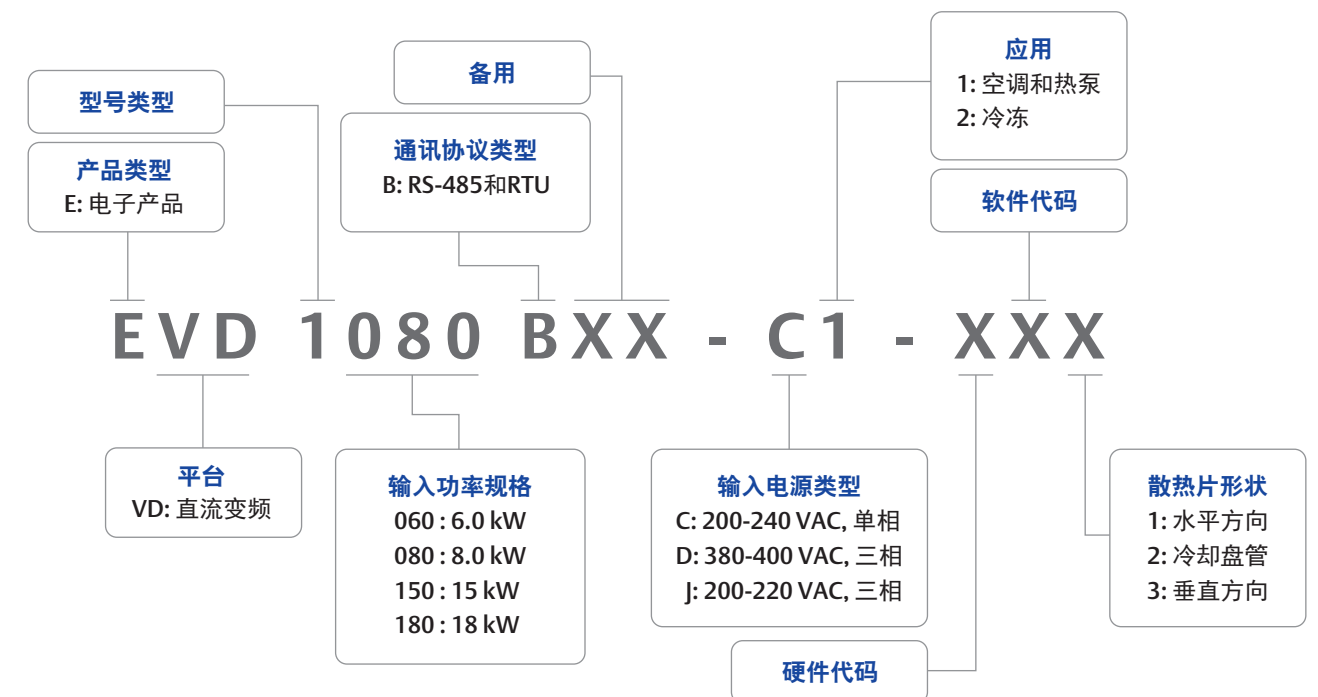 型号类型
产品类型
E: 电子产品
备用
通讯协议类型
B: RS-485和RTU
应用
1: 空调和热泵
2: 冷冻
软件代码
EVD 1080 BXX - C1 - XXX
平台
VD: 直流变频
输入功率规格
060 : 6.0 kW
080 : 8.0 kW
150 : 15 kW
180 : 18 kW
输入电源类型
C: 200-240 VAC, 单相
D: 380-400 VAC, 三相
J: 200-220 VAC, 三相
硬件代码
散热片形状
1: 水平方向
2: 冷却盘管
3: 垂直方向